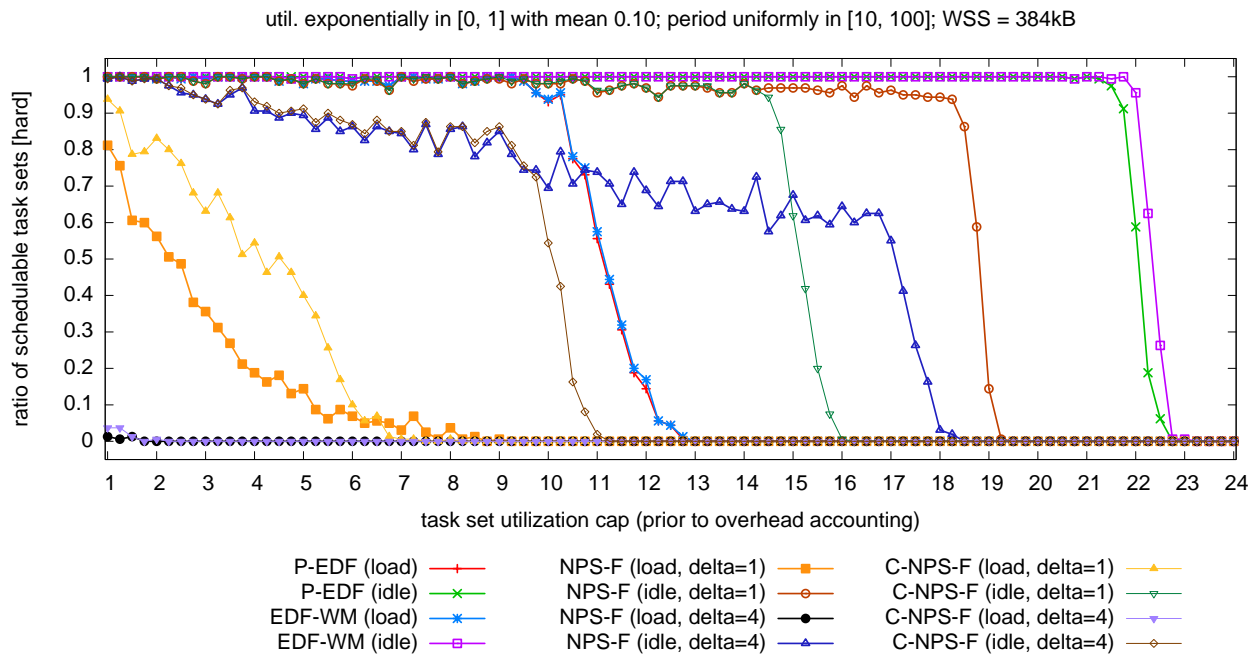 util. exponentially in [0, 1] with mean 0.10; period uniformly in [10, 100]; WSS = 384kB
ratio of schedulable task sets [hard]
1
0.9
0.8
0.7
0.6
0.5
0.4
0.3
0.2
0.1
0
1 2 3 4 5 6 7 8 9 10 11 12 13 14 15 16 17 18 19 20 21 22 23 24
task set utilization cap (prior to overhead accounting)
P-EDF (load) NPS-F (load, delta=1) C-NPS-F (load, delta=1)
P-EDF (idle) NPS-F (idle, delta=1) C-NPS-F (idle, delta=1)
EDF-WM (load) NPS-F (load, delta=4) C-NPS-F (load, delta=4)
EDF-WM (idle) NPS-F (idle, delta=4) C-NPS-F (idle, delta=4)